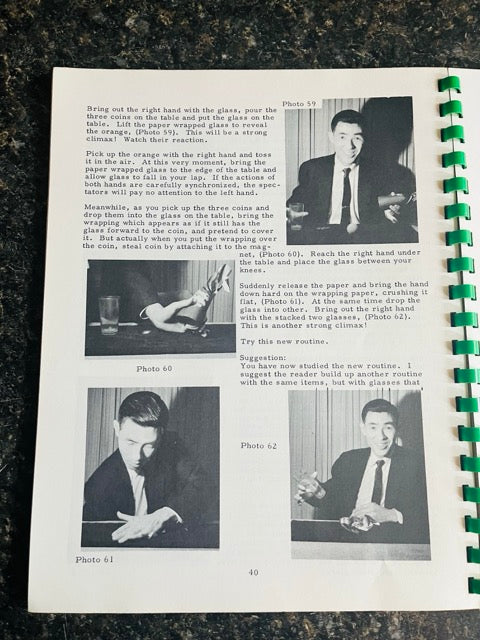 Photo 59
Bring out the right hand with the glass, pour the
three coins on the table and put the glass on the
table. Lift the paper wrapped glass to reveal
the orange, (Photo 59). This will be a strong
climax! Watch their reaction.
Pick up the orange with the right hand and toss
it in the air. At this very moment, bring the
paper wrapped glass to the edge of the table and
allow glass to fall in your lap. If the actions of
both hands are carefully synchronized, the spec-
tators will pay no attention to the left hand.
Meanwhile, as you pick up the three coins and
drop them into the glass on the table, bring the
wrapping which appears as if it still has the
glass forward to the coin, and pretend to cover
it. But actually when you put the wrapping over
the coin, steal coin by attaching it to the mag-
net, (Photo 60). Reach the right hand under
the table and place the glass between your
knees.
Suddenly release the paper and bring the hand
down hard on the wrapping paper, crushing it
flat, (Photo 61). At the same time drop the
glass into other. Bring out the right hand
with the stacked two glasses, (Photo 62).
This is another strong climax!
Try this new routine.
Suggestion:
You have now studied the new routine. I
suggest the reader build up another routine
with the same items, but with glasses that
Photo 60
Photo 62
Photo 61
40